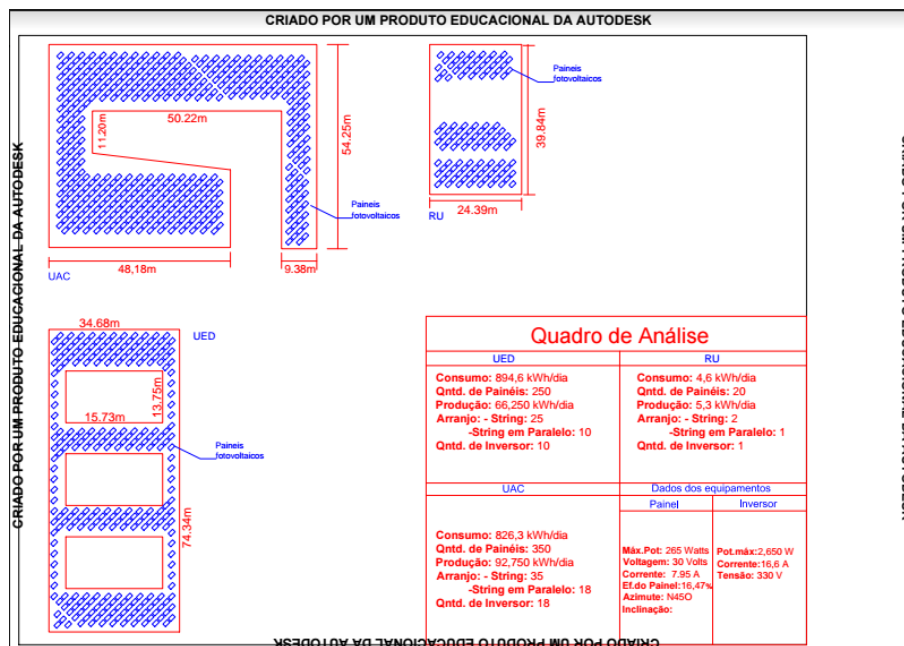 CRIADO POR UM PRODUTO EDUCACIONAL DA AUTODESK
CRIADO POR UM PRODUTO EDUCACIONAL DA AUTODESK
50.22m
11.20m
54.25m
Paineis
fotovoltaicos
48,18m
9.38m
UAC
Paineis
fotovoltaicos
39.84m
24.39m
RU
34.68m
UED
13.75m
15.73m
Paineis
fotovoltaicos
74.34m
Quadro de Análise
UED
Consumo: 894,6 kWh/dia
Qntd. de Painéis: 250
Produção: 66,250 kWh/dia
Arranjo: - String: 25
-String em Paralelo: 10
Qntd. de Inversor: 10
RU
Consumo: 4,6 kWh/dia
Qntd. de Painéis: 20
Produção: 5,3 kWh/dia
Arranjo: - String: 2
-String em Paralelo: 1
Qntd. de Inversor: 1
UAC
Consumo: 826,3 kWh/dia
Qntd. de Painéis: 350
Produção: 92,750 kWh/dia
Arranjo: - String: 35
-String em Paralelo: 18
Qntd. de Inversor: 18
Dados dos equipamentos
Painel
Máx.Pot: 265 Watts
Voltagem: 30 Volts
Corrente: 7.95 A
Ef.do Painel:16,47%
Azimute: N45O
Inclinação:
Inversor
Pot.máx:2,650 W
Corrente:16,6 A
Tensão: 330 V
CRIADO POR UM PRODUTO EDUCACIONAL DA AUTODESK